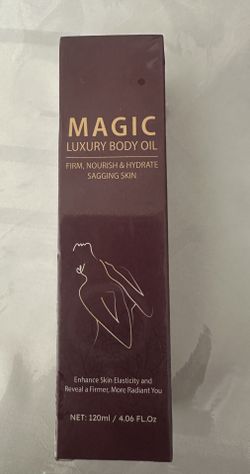 MAGIC
LUXURY BODY OIL
FIRM, NOURISH & HYDRATE
SAGGING SKIN
Enhance Skin Elasticity and
Reveal a Firmer, More Radiant You
NET: 120ml / 4.06 FL.Oz